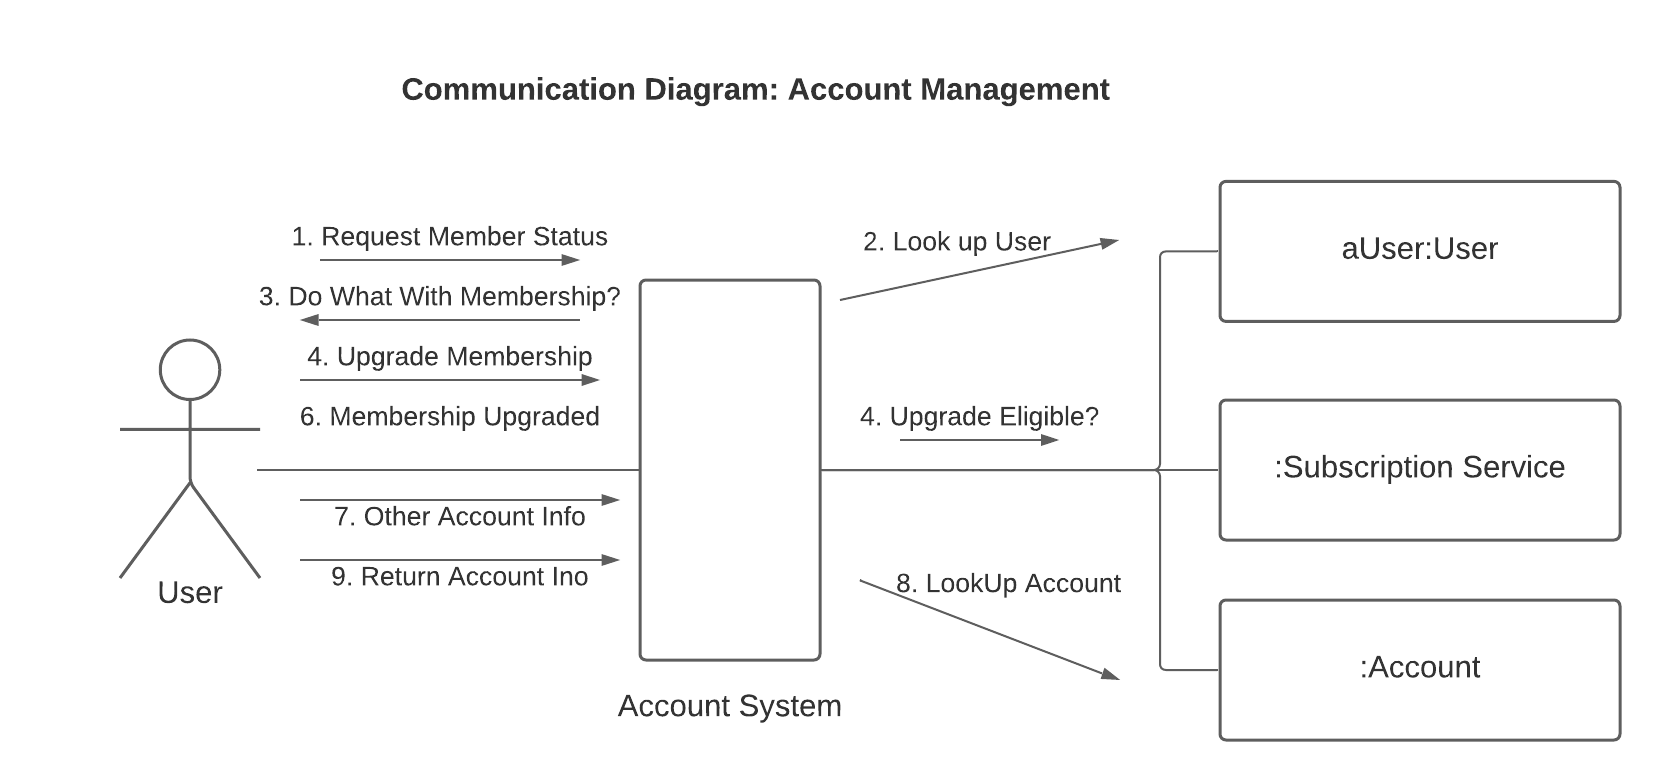 Communication Diagram: Account Management
1. Request Member Status
2. Look up User
aUser:User
3. Do What With Membership?
4. Upgrade Membership
6. Membership Upgraded
4. Upgrade Eligible?
:Subscription Service
7. Other Account Info
9. Return Account Ino
8. LookUp Account
User
:Account
Account System